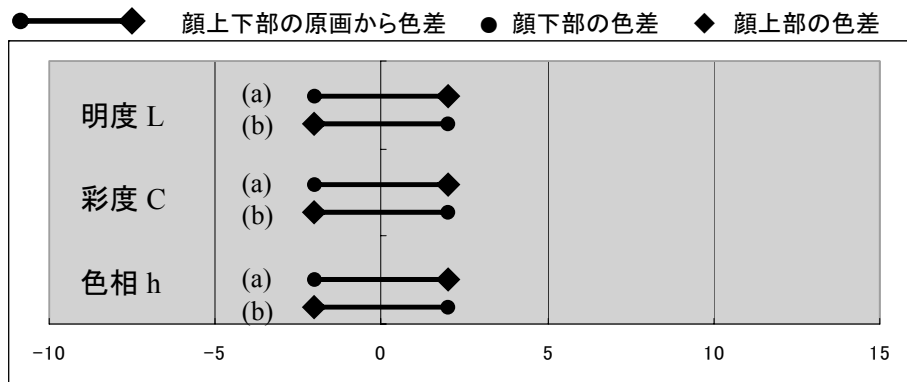 顔上下部の原画から色差 顔下部の色差 顔上部の色差
明度 L (a)
(b)
彩度 C (a)
(b)
色相 h (a)
(b)
-10 -5 0 5 10 15